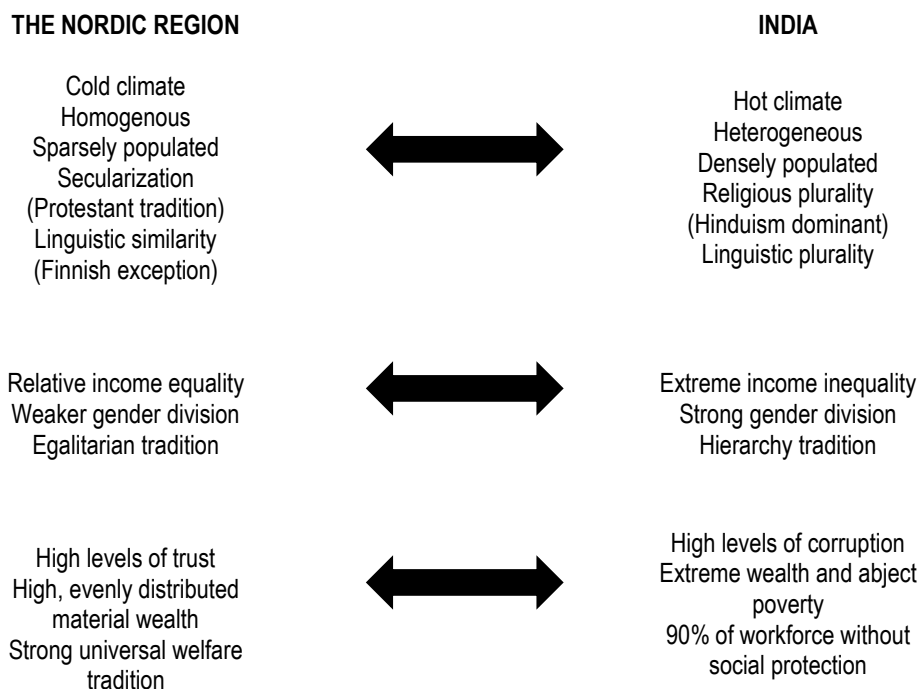 THE NORDIC REGION
Cold climate
Homogenous
Sparsely populated
Secularization
(Protestant tradition)
Linguistic similarity
(Finnish exception)
INDIA
Hot climate
Heterogeneous
Densely populated
Religious plurality
(Hinduism dominant)
Linguistic plurality
Relative income equality
Weaker gender division
Egalitarian tradition
Extreme income inequality
Strong gender division
Hierarchy tradition
High levels of trust
High, evenly distributed
material wealth
Strong universal welfare
tradition
High levels of corruption
Extreme wealth and abject
poverty
90% of workforce without
social protection